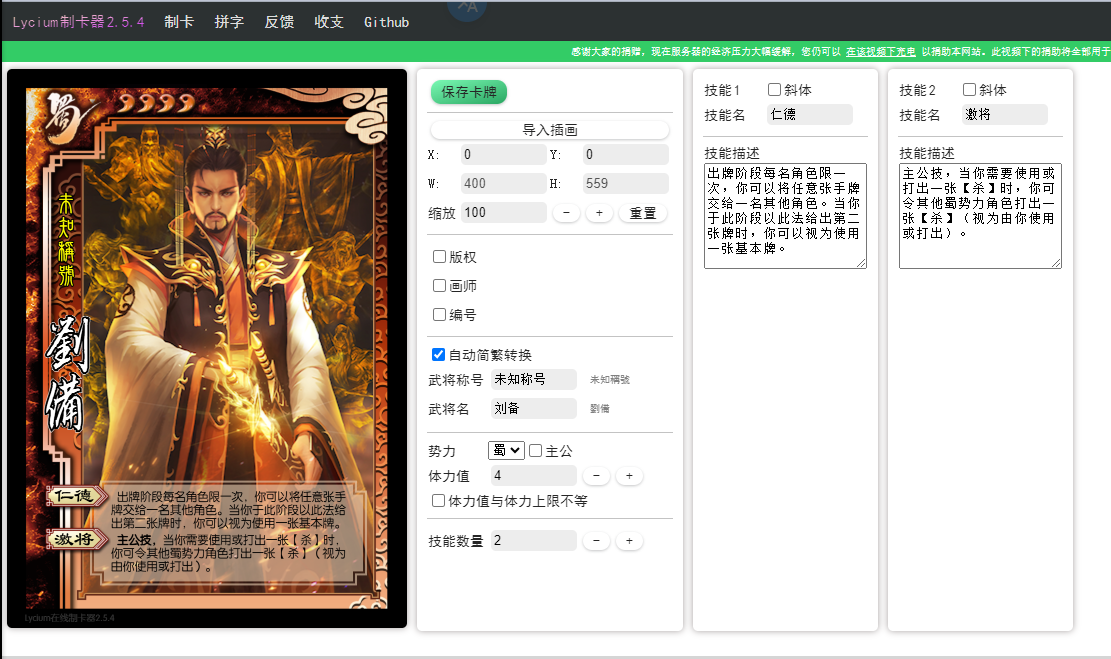 Lycium制卡器2.5.4 制卡 拼字 反馈 收支 Github
感谢大家的捐赠，现在服务器的经济压力大幅缓解，您仍可以 在该视频下充电 以捐助本网站。此视频下的捐助将全部用于
蜀
未知稱號
劉備
仁德
出牌阶段每名角色限一次，你可以将任意张手
牌交给一名其他角色。当你于此阶段以此法给
出第二张牌时，你可以视为使用一张基本牌。
激将
主公技，当你需要使用或打出一张【杀】时，
你可令其他蜀势力角色打出一张【杀】（视为
由你使用或打出）。
Lycium在线制卡器2.5.4
保存卡牌
导入插画
X: 0 Y: 0
W: 400 H: 559
缩放 100 - + 重置
版权
画师
编号
自动简繁转换
武将称号 未知称号 未知稱號
武将名 刘备 劉備
势力 蜀 主公
体力值 4 - +
体力值与体力上限不等
技能数量 2 - +
技能1 斜体
技能名 仁德
技能描述
出牌阶段每名角色限一
次，你可以将任意张手牌
交给一名其他角色。当你
于此阶段以此法给出第二
张牌时，你可以视为使用
一张基本牌。
技能2 斜体
技能名 激将
技能描述
主公技，当你需要使用或
打出一张【杀】时，你可
令其他蜀势力角色打出一
张【杀】（视为由你使用
或打出）。